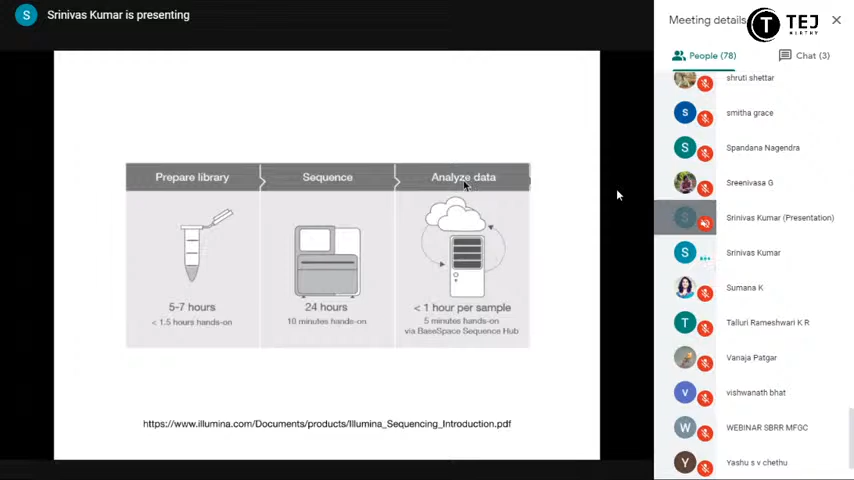 S
Srinivas Kumar is presenting
Meeting details
TEJ
People (78)
Chat (3)
shruti shettar
S
smitha grace
S
Spandana Nagendra
Sreenivasa G
S
Srinivas Kumar (Presentation)
S
Srinivas Kumar
Sumana K
T
Talluri Rameshwari K R
Vanaja Patgar
V
vishwanath bhat
W
WEBINAR SBRR MFGC
Y
Yashu s v chethu
Prepare library
Sequence
Analyze data
5-7 hours
< 1.5 hours hands-on
24 hours
10 minutes hands-on
< 1 hour per sample
5 minutes hands-on
via BaseSpace Sequence Hub
https://www.illumina.com/Documents/products/Illumina_Sequencing_Introduction.pdf